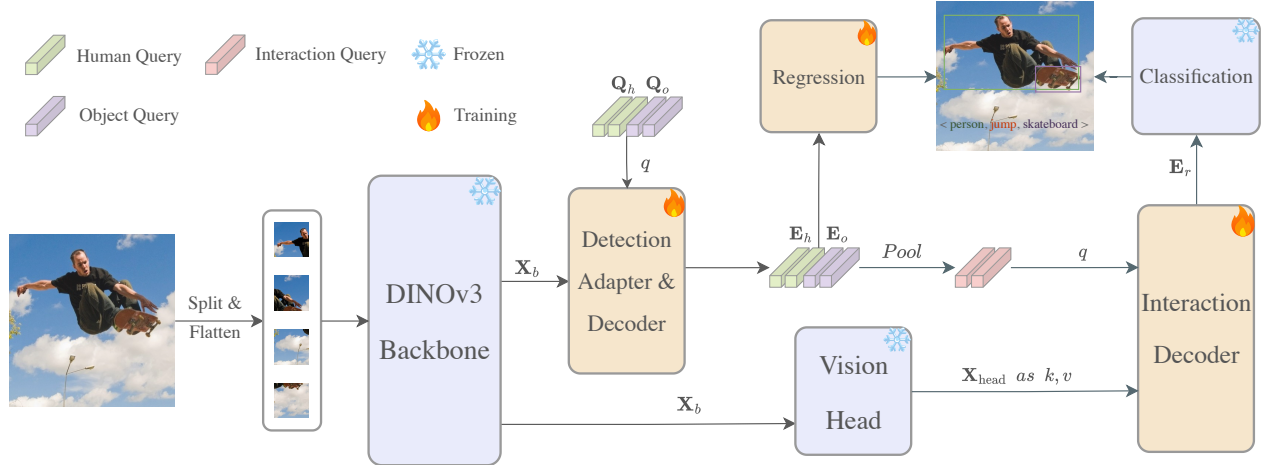 Human Query
Interaction Query
Frozen
Object Query
Training
Q_h Q_o
q
Regression
< person, jump, skateboard >
Classification
E_r
Split &
Flatten
DINOv3
Backbone
X_b
Detection
Adapter &
Decoder
E_h E_o
Pool
q
Interaction
Decoder
X_b
Vision
Head
X_head as k, v